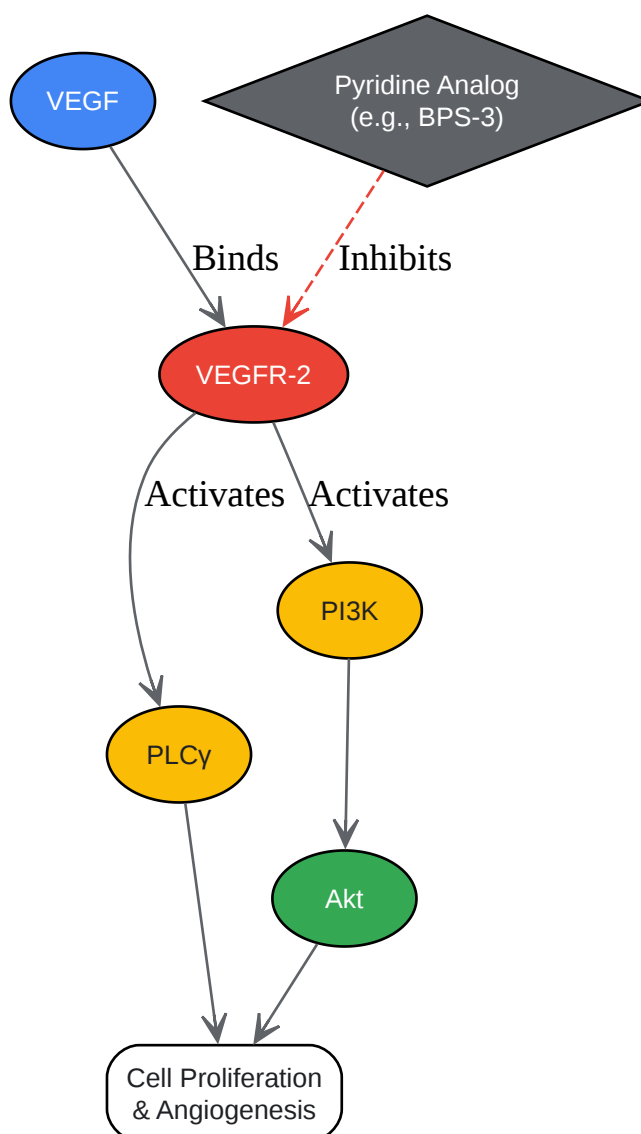 VEGF
Pyridine Analog
(e.g., BPS-3)
Binds
Inhibits
VEGFR-2
Activates
Activates
PI3K
PLCγ
Akt
Cell Proliferation
& Angiogenesis